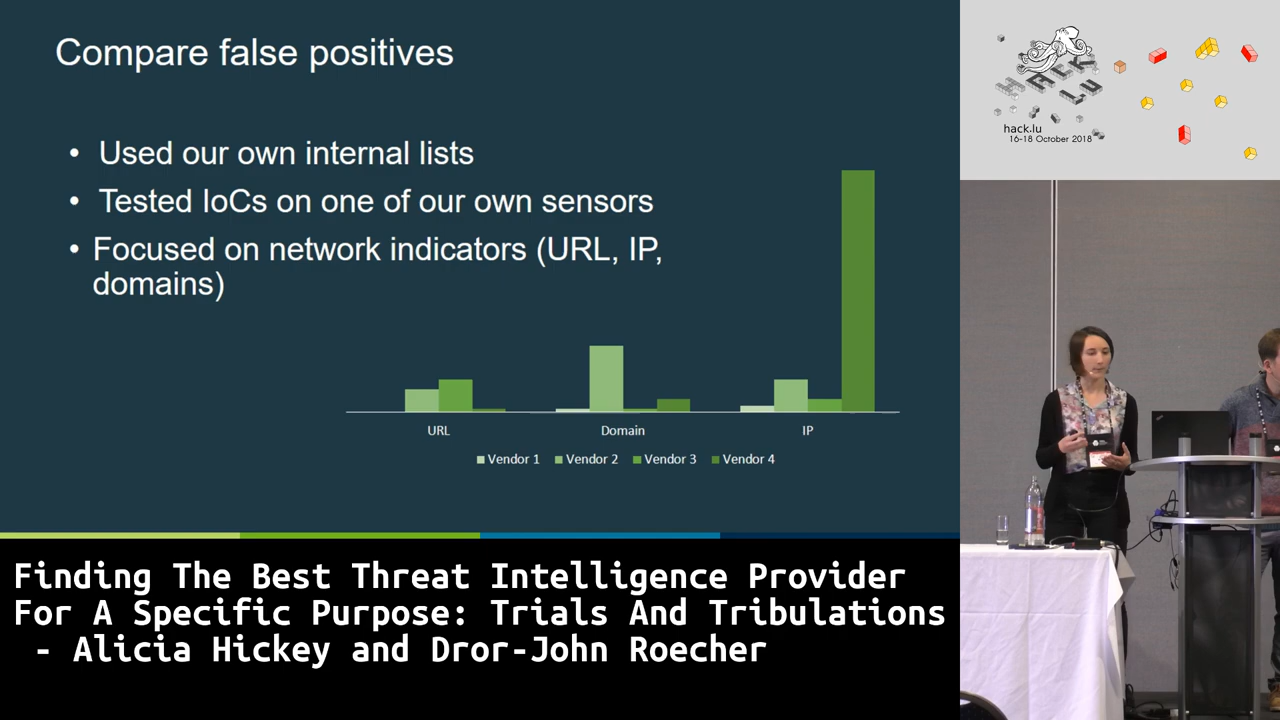 Compare false positives
• Used our own internal lists
• Tested IoCs on one of our own sensors
• Focused on network indicators (URL, IP,
domains)
URL Domain IP
Vendor 1 Vendor 2 Vendor 3 Vendor 4
HACK
LU
hack.lu
16-18 October 2018
Finding The Best Threat Intelligence Provider
For A Specific Purpose: Trials And Tribulations
- Alicia Hickey and Dror-John Roecher